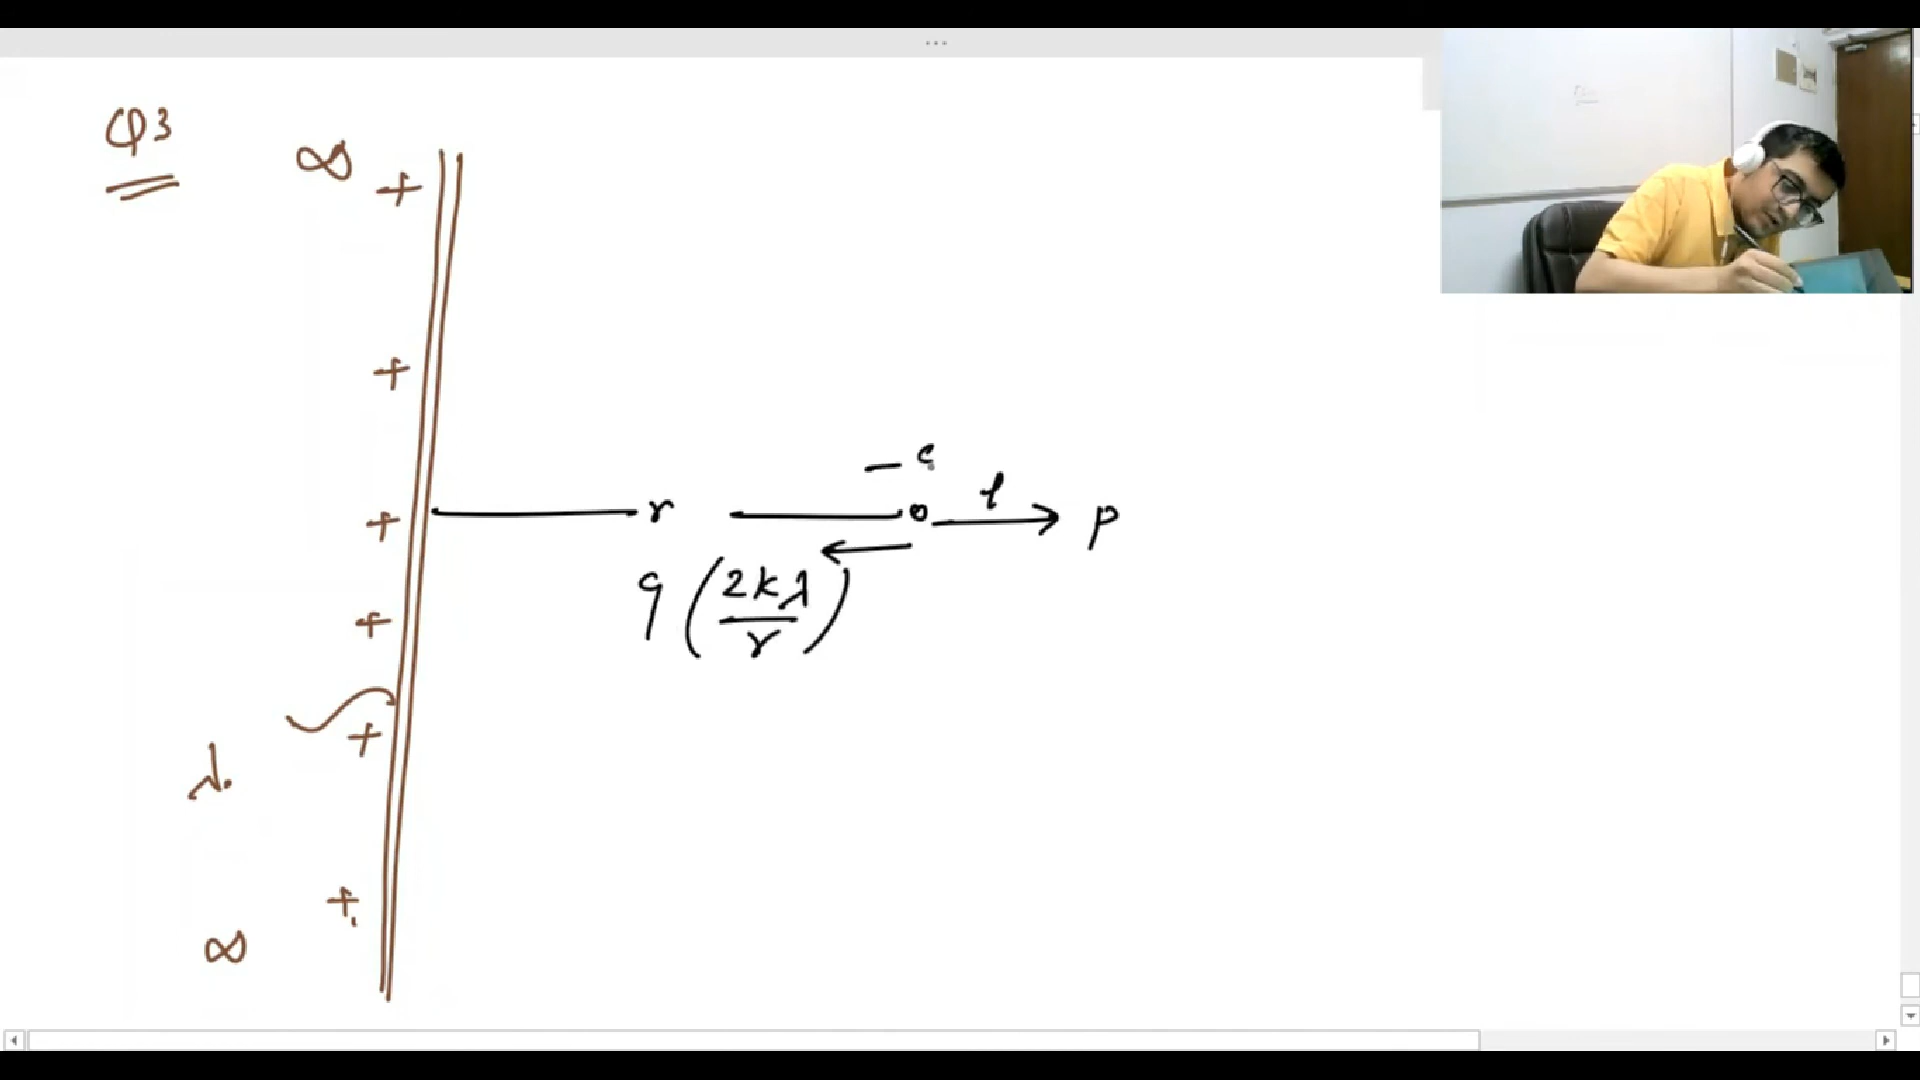 Q3
∞ +
+
- q
+ r p
q (2kλ/r)
+
+
λ.
+
∞